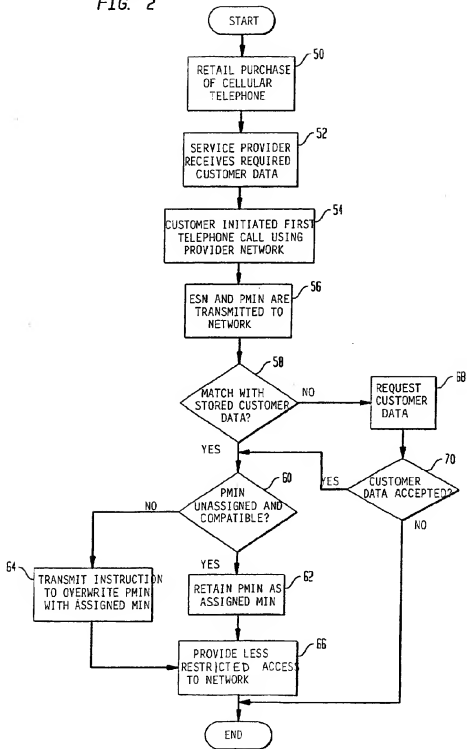 FIG. 2
START
50
RETAIL PURCHASE
OF CELLULAR
TELEPHONE
52
SERVICE PROVIDER
RECEIVES REQUIRED
CUSTOMER DATA
54
CUSTOMER INITIATED FIRST
TELEPHONE CALL USING
PROVIDER NETWORK
56
ESN AND PMIN ARE
TRANSMITTED TO
NETWORK
58
MATCH WITH
STORED CUSTOMER
DATA?
NO
68
REQUEST
CUSTOMER
DATA
YES
70
CUSTOMER
DATA ACCEPTED?
YES
NO
60
PMIN
UNASSIGNED AND
COMPATIBLE?
NO
YES
64
TRANSMIT INSTRUCTION
TO OVERWRITE PMIN
WITH ASSIGNED MIN
62
RETAIN PMIN AS
ASSIGNED MIN
66
PROVIDE LESS
RESTRICTED ACCESS
TO NETWORK
END